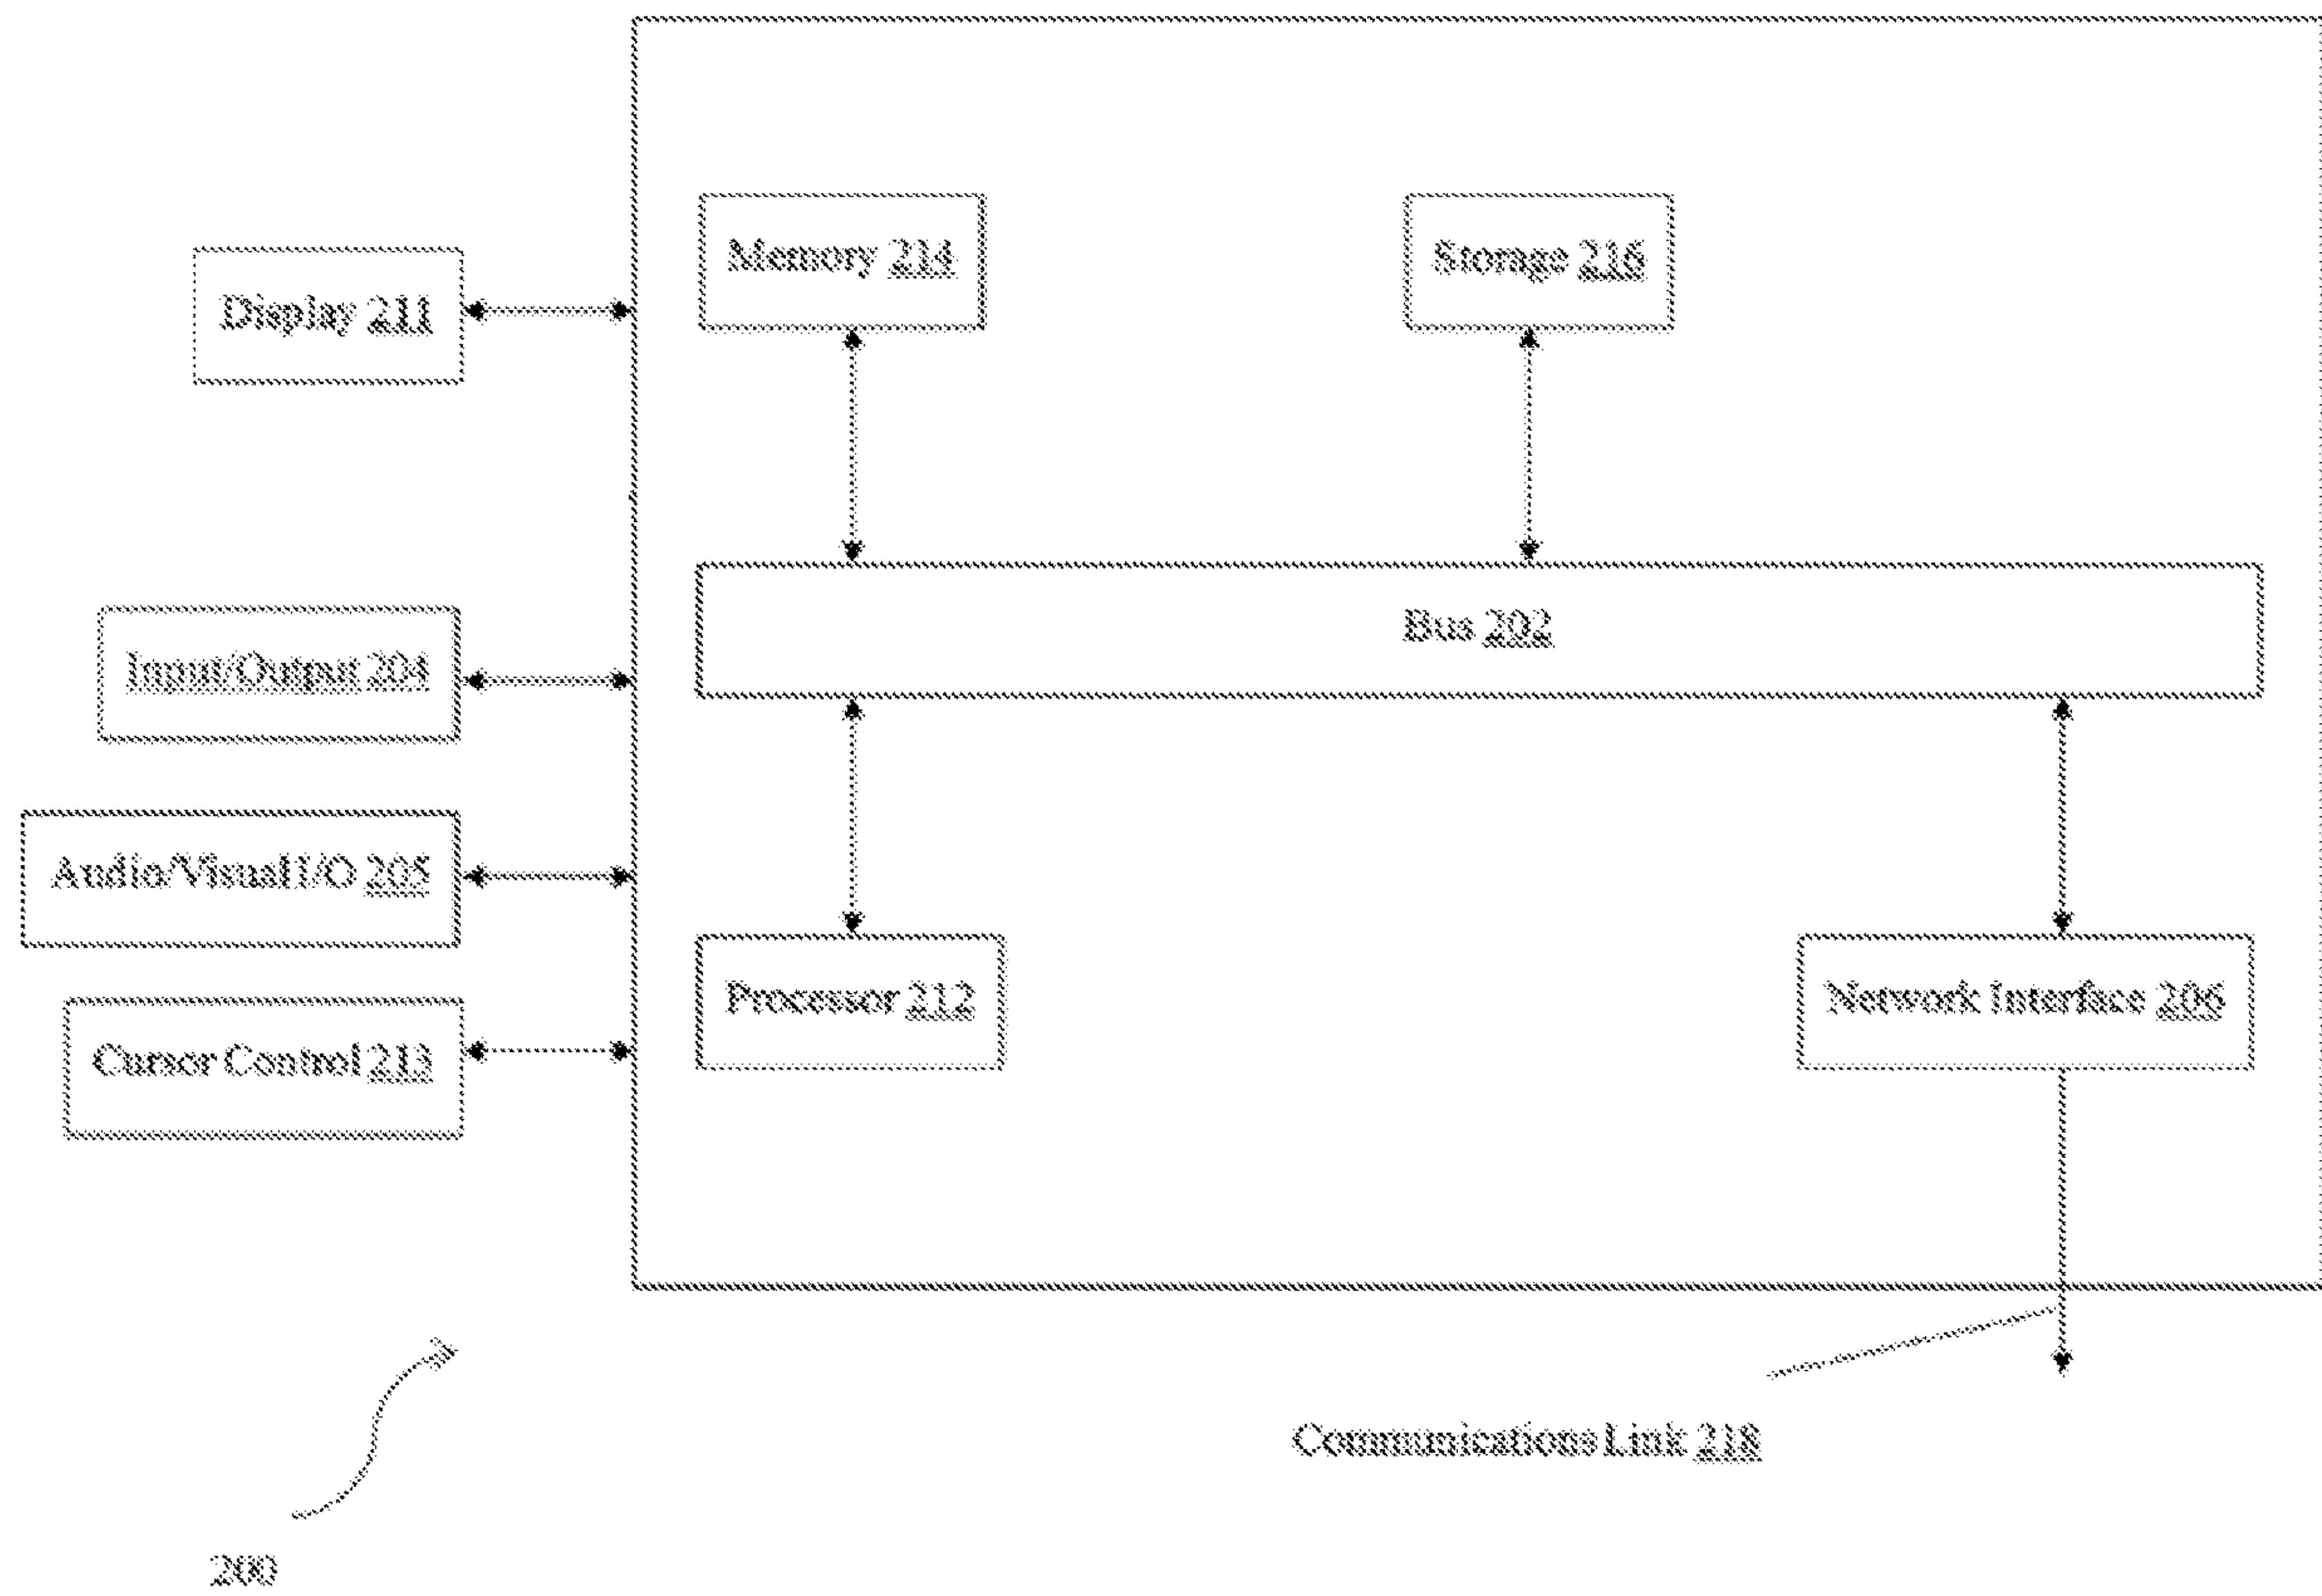 Memory 214
Storage 216
Display 211
Bus 202
Input/Output 204
Audio/Visual I/O 205
Processor 212
Network Interface 206
Cursor Control 213
Communications Link 218
200